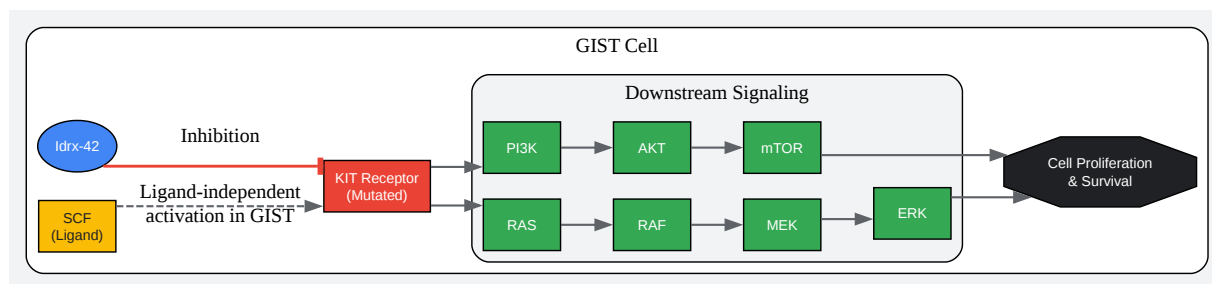 GIST Cell
Downstream Signaling
Idrx-42
Inhibition
KIT Receptor
(Mutated)
SCF
(Ligand)
Ligand-independent
activation in GIST
PI3K
AKT
mTOR
RAS
RAF
MEK
ERK
Cell Proliferation
& Survival